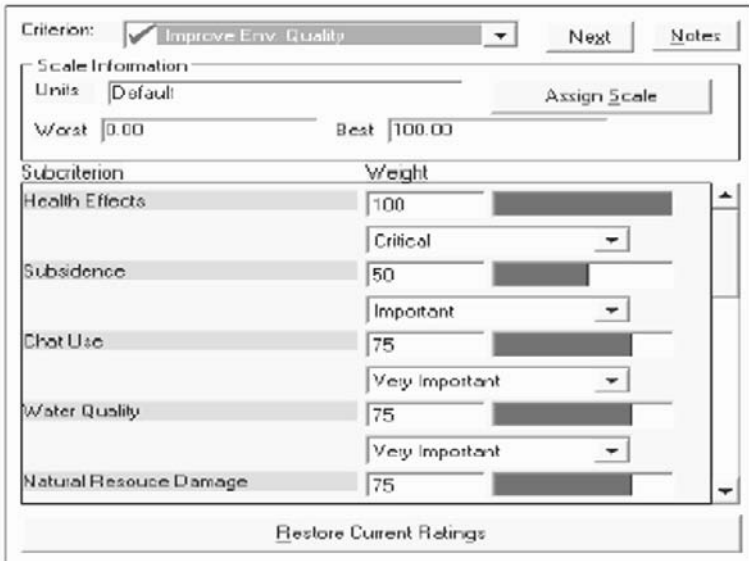 Criterion: Improve Env. Quality Next Notes
Scale Information
Units Default Assign Scale
Worst 0.00 Best 100.00
Subcriterion Weight
Health Effects 100
Critical
Subsidence 50
Important
Chat Use 75
Very Important
Water Quality 75
Very Important
Natural Resouce Damage 75
Restore Current Ratings